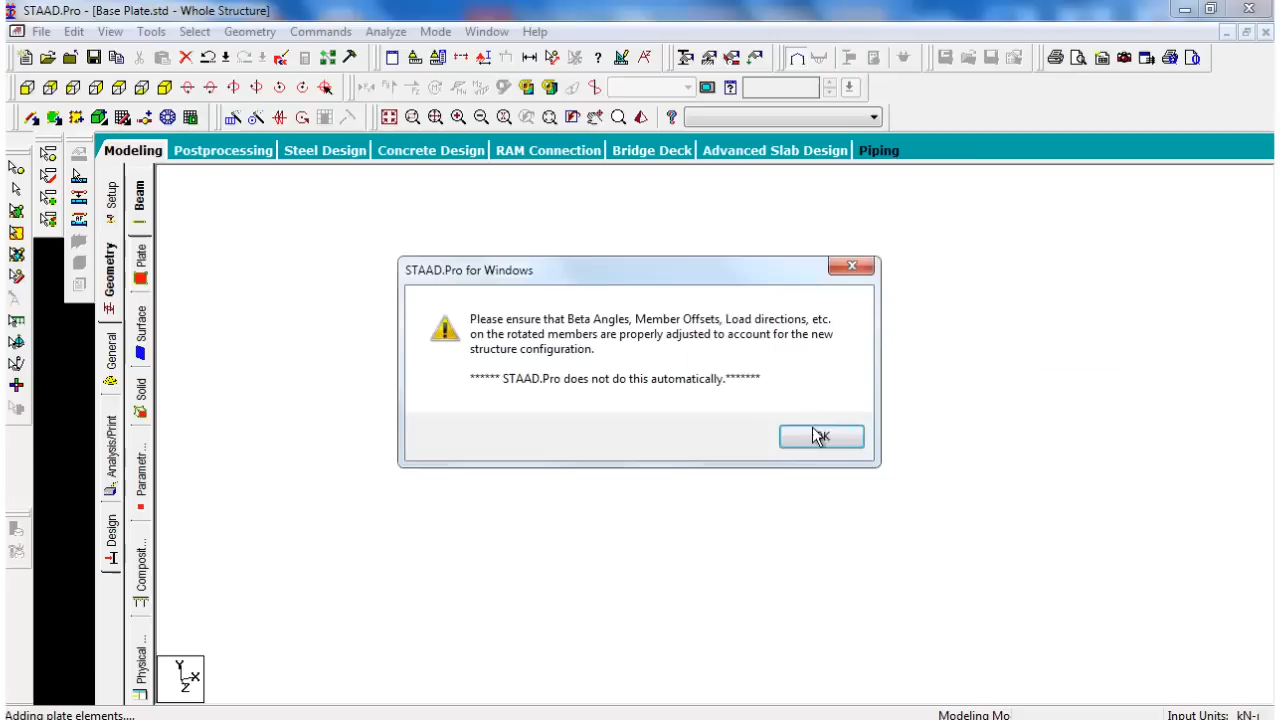 STAAD.Pro - [Base Plate.std - Whole Structure]
File Edit View Tools Select Geometry Commands Analyze Mode Window Help
Modeling Postprocessing Steel Design Concrete Design RAM Connection Bridge Deck Advanced Slab Design Piping
Setup
Geometry
General
Analysis/Print
Design
Beam
Plate
Surface
Solid
Parametr...
Composit...
Physical ...
STAAD.Pro for Windows
Please ensure that Beta Angles, Member Offsets, Load directions, etc.
on the rotated members are properly adjusted to account for the new
structure configuration.
****** STAAD.Pro does not do this automatically.*******
OK
Y
X
Z
Adding plate elements.... Modeling Mo Input Units: kN-